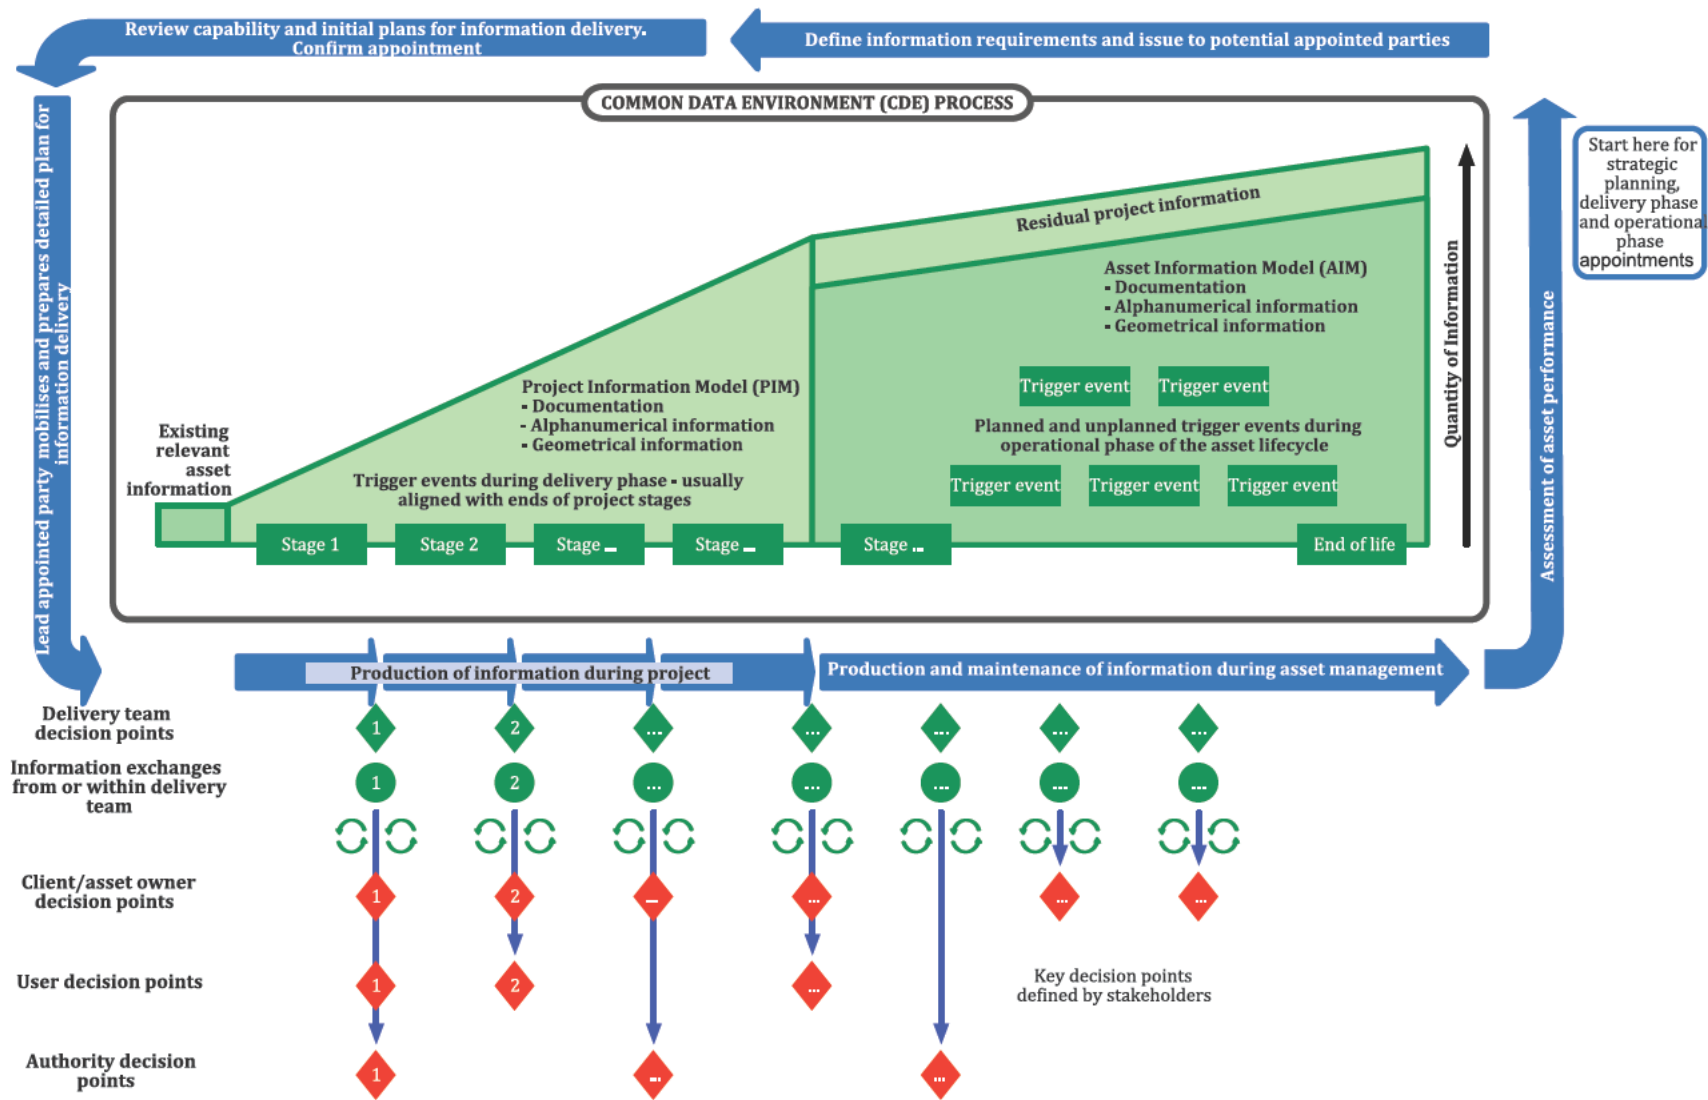 Review capability and initial plans for information delivery.
Confirm appointment
Define information requirements and issue to potential appointed parties
COMMON DATA ENVIRONMENT (CDE) PROCESS
Start here for
strategic
planning,
delivery phase
and operational
phase
appointments
Lead appointed party mobilises and prepares detailed plan for
information delivery
Residual project information
Asset Information Model (AIM)
- Documentation
- Alphanumerical information
- Geometrical information
Quantity of Information
Assessment of asset performance
Project Information Model (PIM)
- Documentation
- Alphanumerical information
- Geometrical information
Trigger event
Trigger event
Planned and unplanned trigger events during
operational phase of the asset lifecycle
Trigger event
Trigger event
Trigger event
Existing
relevant
asset
information
Trigger events during delivery phase - usually
aligned with ends of project stages
Stage 1
Stage 2
Stage ...
Stage ...
Stage ...
End of life
Production of information during project
Production and maintenance of information during asset management
Delivery team
decision points
1
2
...
...
...
...
...
Information exchanges
from or within delivery
team
1
2
...
...
...
...
...
Client/asset owner
decision points
1
2
...
...
...
...
User decision points
1
2
...
Key decision points
defined by stakeholders
Authority decision
points
1
...
...